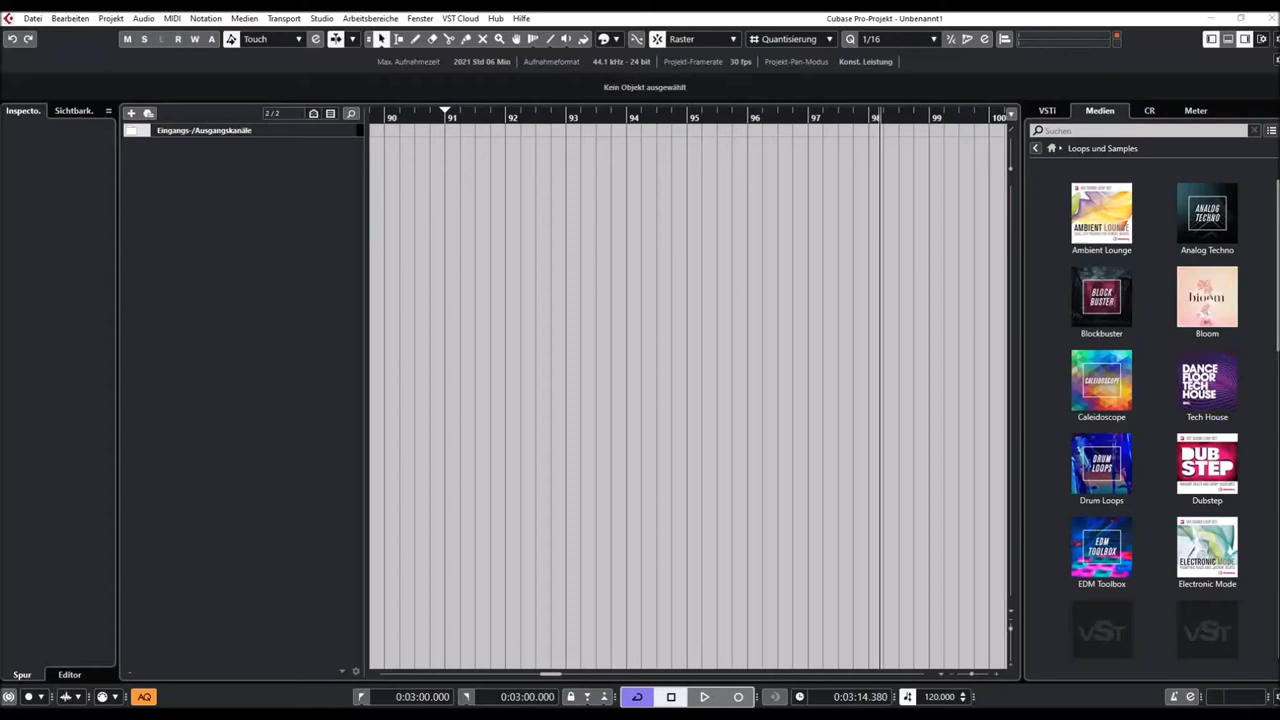 Datei Bearbeiten Projekt Audio MIDI Notation Medien Transport Studio Arbeitsbereiche Fenster VST Cloud Hub Hilfe Cubase Pro-Projekt - Unbenannt1
M S L R W A Touch Raster Quantisierung Q 1/16
Max. Aufnahmezeit 2021 Std 06 Min Aufnahmeformat 44.1 kHz - 24 bit Projekt-Framerate 30 fps Projekt-Pan-Modus Konst. Leistung
Kein Objekt ausgewählt
Inspecto. Sichtbark. 2 / 2 90 91 92 93 94 95 96 97 98 99 100
VSTi Medien CR Meter
Eingangs-/Ausgangskanäle
Suchen
Loops und Samples
AMBIENT LOUNGE
ANALOG TECHNO
Ambient Lounge Analog Techno
BLOCK BUSTER
bloom
Blockbuster Bloom
CALEIDOSCOPE
DANCE FLOOR TECH HOUSE
Caleidoscope Tech House
DRUM LOOPS
DUB STEP
Drum Loops Dubstep
EDM TOOLBOX
ELECTRONIC MODE
EDM Toolbox Electronic Mode
VST VST
Spur Editor
AQ 0:03:00.000 0:03:00.000 0:03:14.380 120.000